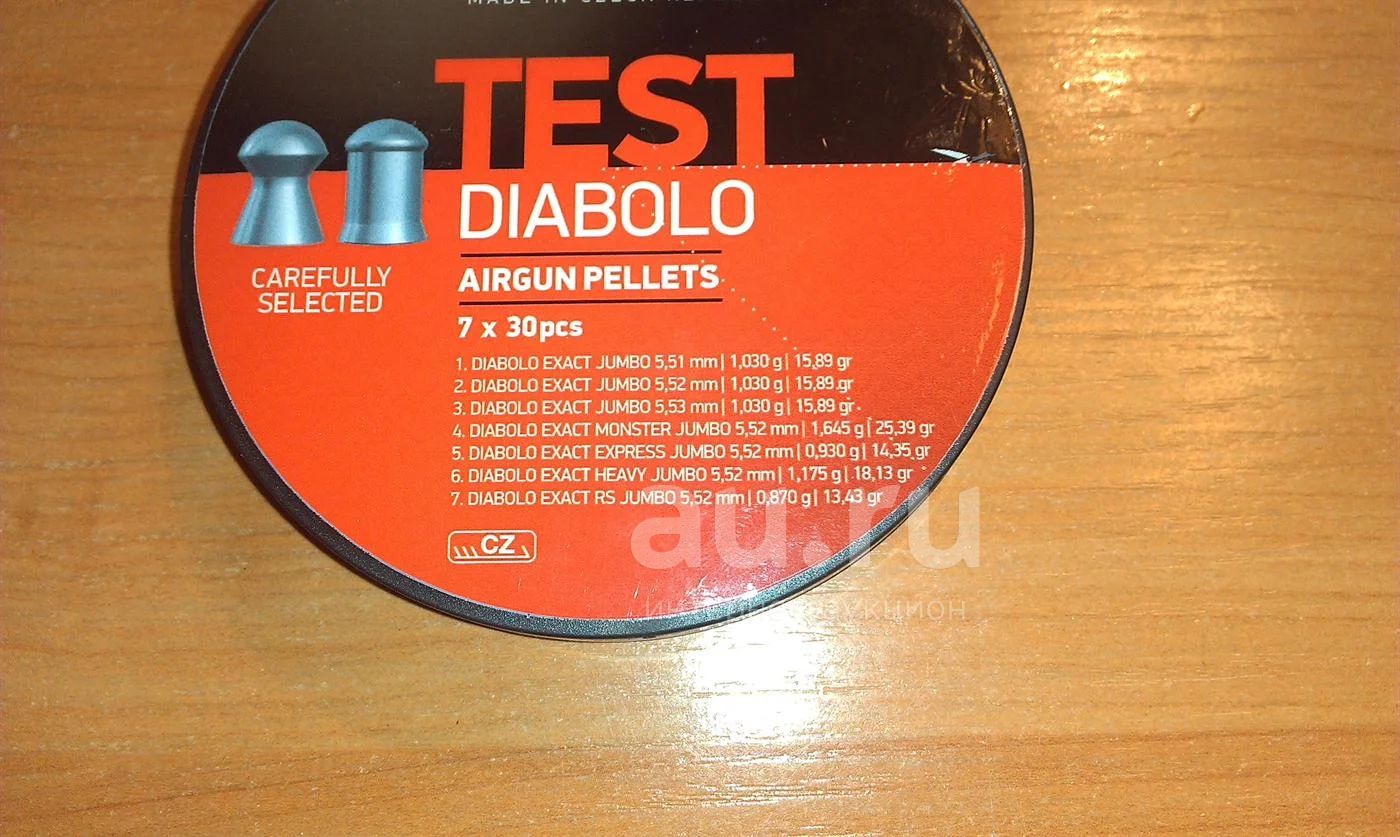 MADE IN CZECH
TEST
DIABOLO
CAREFULLY
SELECTED
AIRGUN PELLETS
7 x 30pcs
1. DIABOLO EXACT JUMBO 5,51 mm | 1,030 g | 15,89 gr
2. DIABOLO EXACT JUMBO 5,52 mm | 1,030 g | 15,89 gr
3. DIABOLO EXACT JUMBO 5,53 mm | 1,030 g | 15,89 gr
4. DIABOLO EXACT MONSTER JUMBO 5,52 mm | 1,645 g | 25,39 gr
5. DIABOLO EXACT EXPRESS JUMBO 5,52 mm | 0,930 g | 14,35 gr
6. DIABOLO EXACT HEAVY JUMBO 5,52 mm | 1,175 g | 18,13 gr
7. DIABOLO EXACT RS JUMBO 5,52 mm | 0,870 g | 13,43 gr
CZ
au.ru